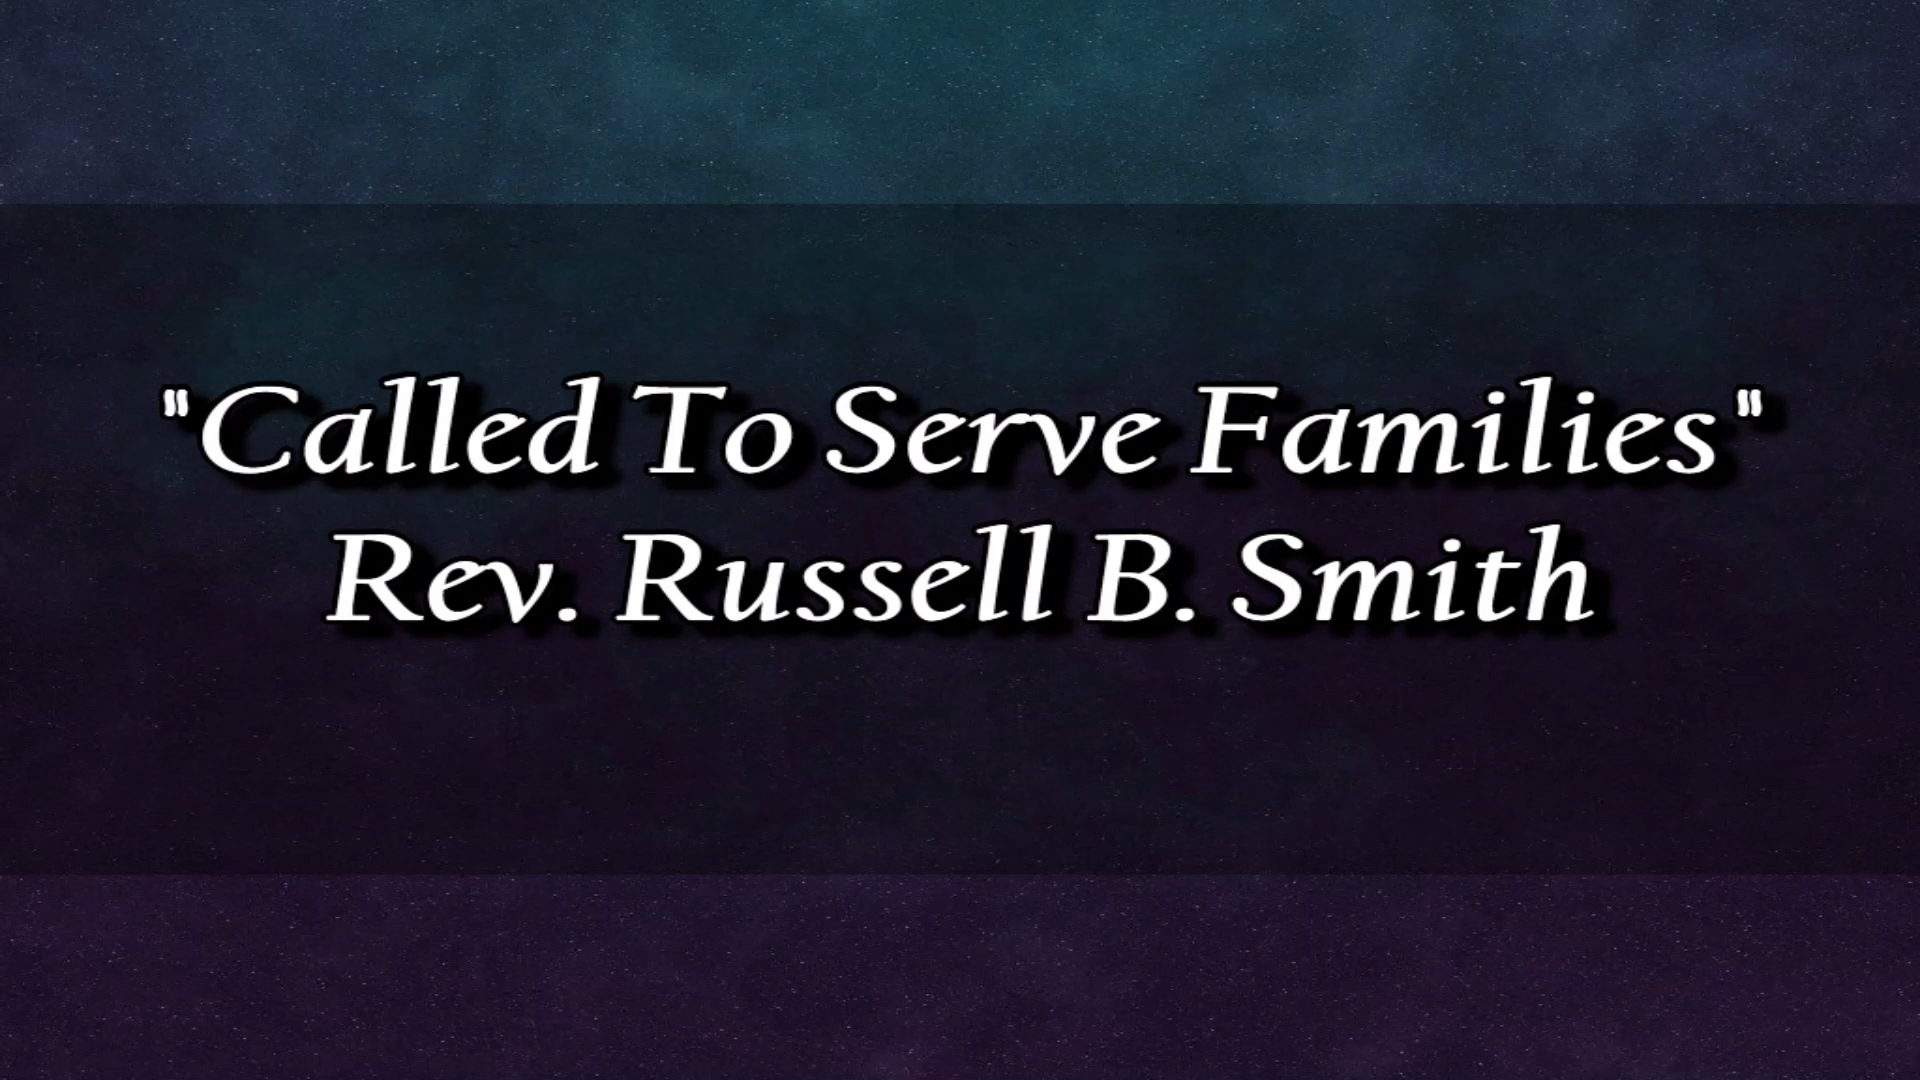 "Called To Serve Families"
Rev. Russell B. Smith